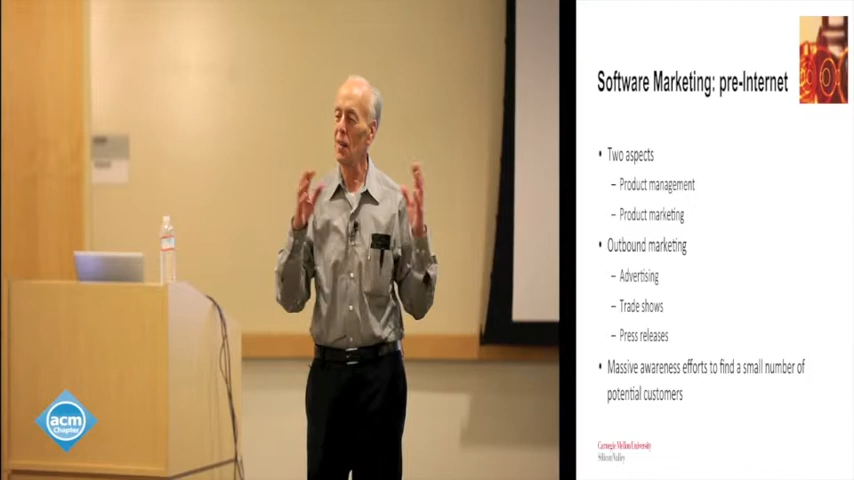 Software Marketing: pre-Internet
• Two aspects
– Product management
– Product marketing
• Outbound marketing
– Advertising
– Trade shows
– Press releases
• Massive awareness efforts to find a small number of
potential customers
Carnegie Mellon University
Silicon Valley
acm
Chapter